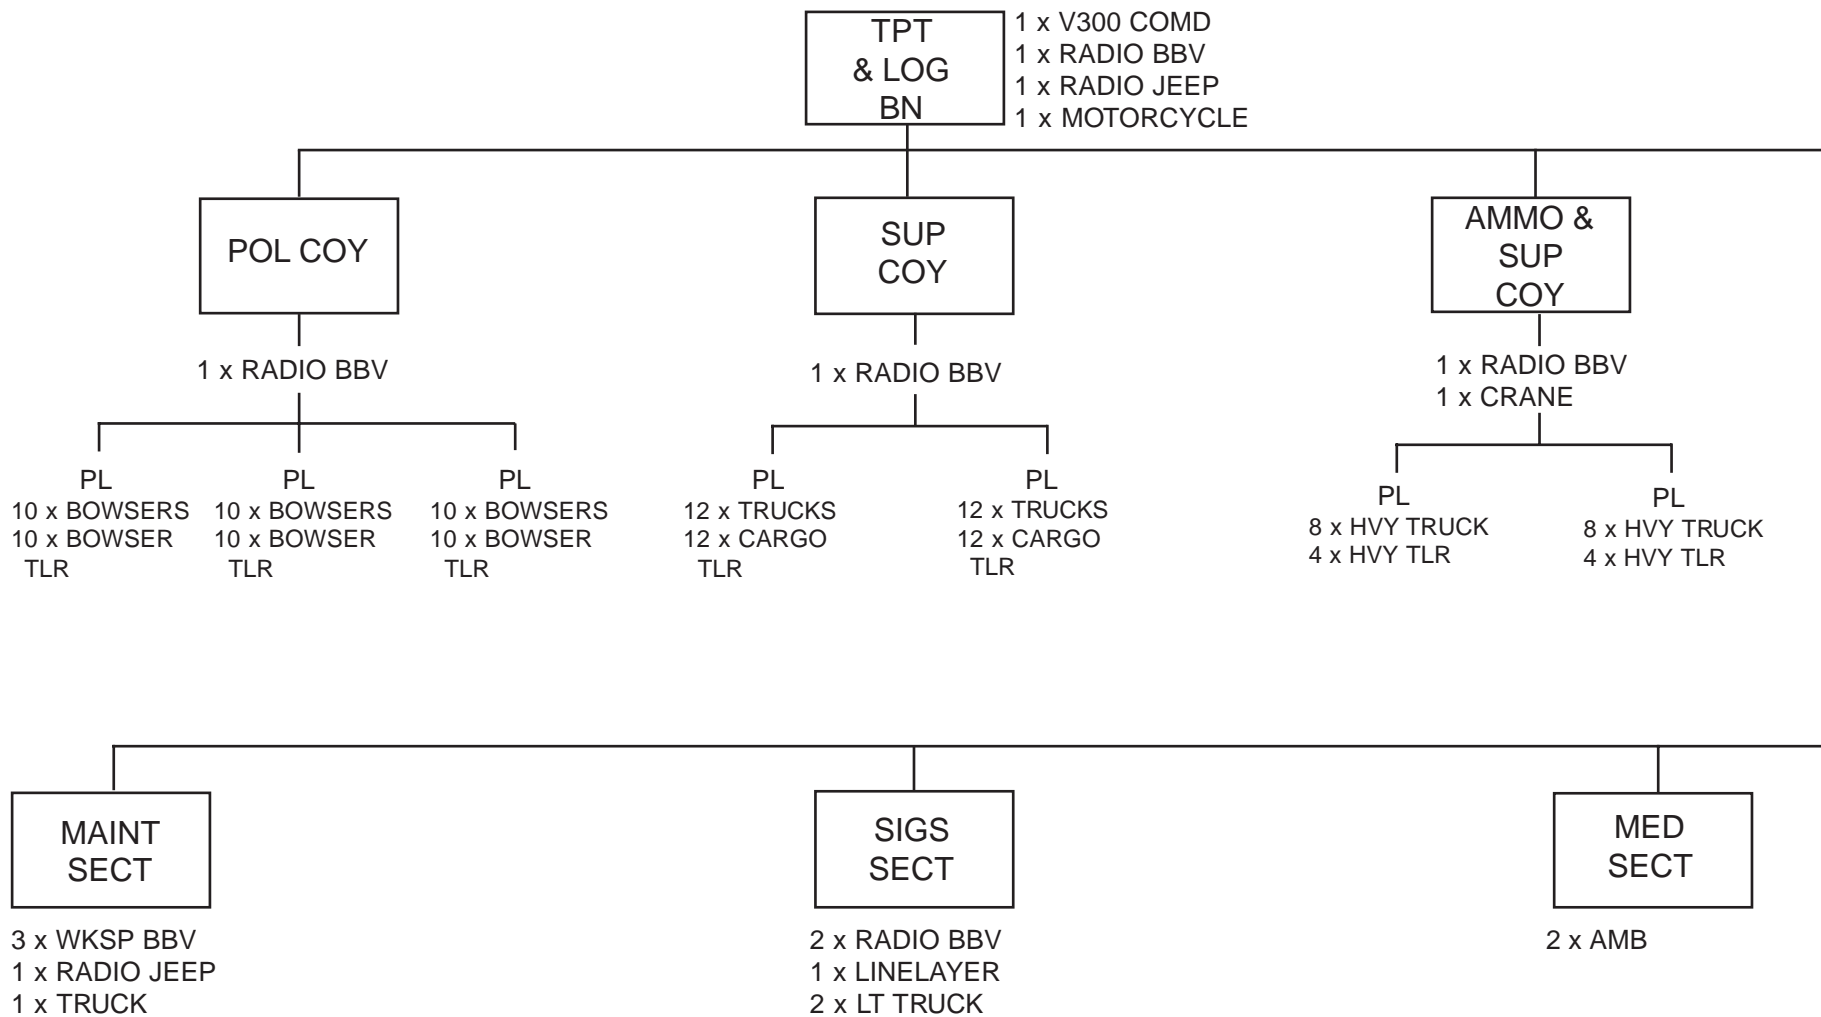 TPT
& LOG
BN
1 x V300 COMD
1 x RADIO BBV
1 x RADIO JEEP
1 x MOTORCYCLE
POL COY
1 x RADIO BBV
PL
10 x BOWSERS
10 x BOWSER
TLR
PL
10 x BOWSERS
10 x BOWSER
TLR
PL
10 x BOWSERS
10 x BOWSER
TLR
SUP
COY
1 x RADIO BBV
PL
12 x TRUCKS
12 x CARGO
TLR
PL
12 x TRUCKS
12 x CARGO
TLR
AMMO &
SUP
COY
1 x RADIO BBV
1 x CRANE
PL
8 x HVY TRUCK
4 x HVY TLR
PL
8 x HVY TRUCK
4 x HVY TLR
MAINT
SECT
3 x WKSP BBV
1 x RADIO JEEP
1 x TRUCK
SIGS
SECT
2 x RADIO BBV
1 x LINELAYER
2 x LT TRUCK
MED
SECT
2 x AMB